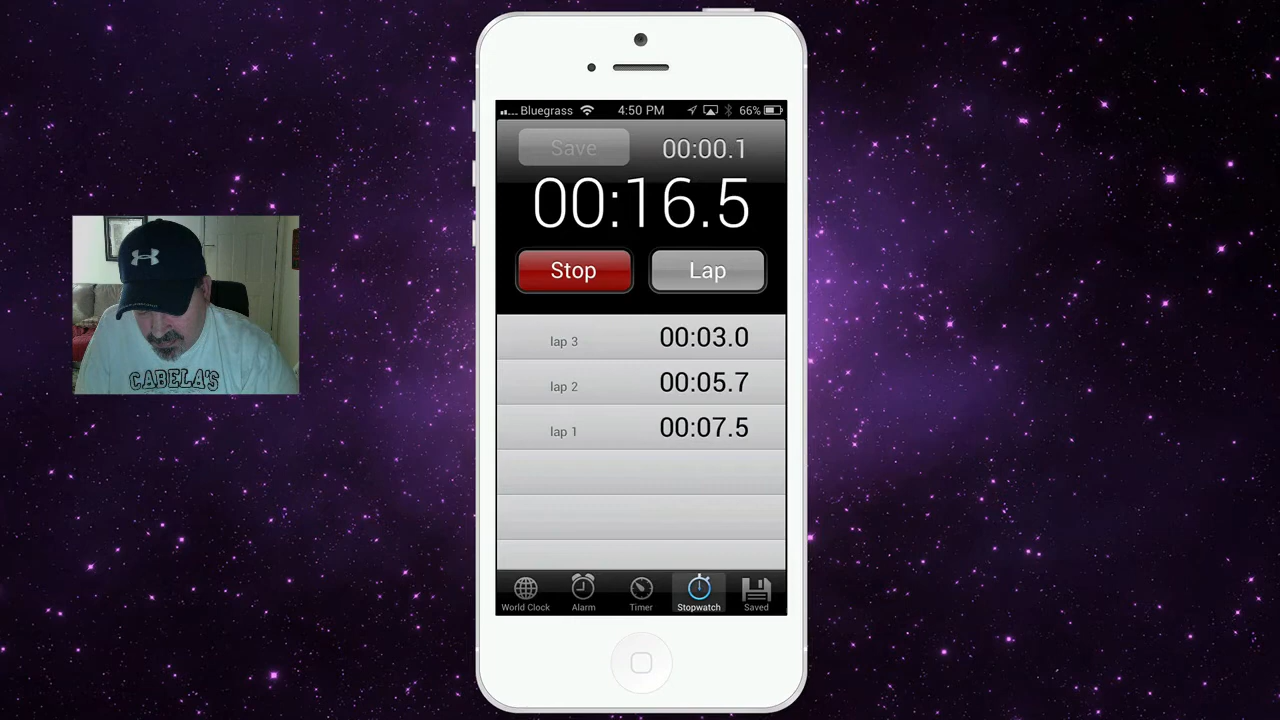 Bluegrass 4:50 PM 66%
Save 00:00.1
00:16.5
Stop Lap
lap 3 00:03.0
lap 2 00:05.7
lap 1 00:07.5
World Clock Alarm Timer Stopwatch Saved
CABELA'S